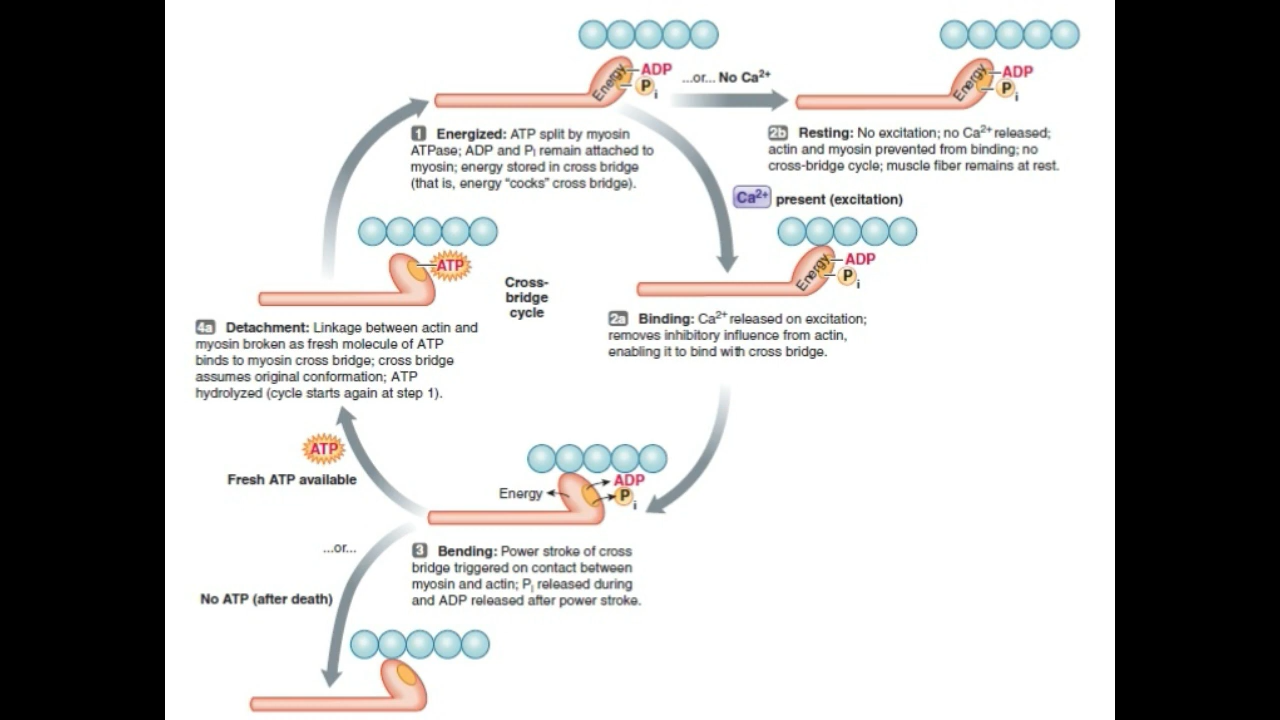 Energy
ADP
Pi
...or... No Ca2+
Energy
ADP
Pi
1 Energized: ATP split by myosin
ATPase; ADP and Pi remain attached to
myosin; energy stored in cross bridge
(that is, energy “cocks” cross bridge).
2b Resting: No excitation; no Ca2+ released;
actin and myosin prevented from binding; no
cross-bridge cycle; muscle fiber remains at rest.
Ca2+ present (excitation)
ATP
Cross-
bridge
cycle
Energy
ADP
Pi
4a Detachment: Linkage between actin and
myosin broken as fresh molecule of ATP
binds to myosin cross bridge; cross bridge
assumes original conformation; ATP
hydrolyzed (cycle starts again at step 1).
2a Binding: Ca2+ released on excitation;
removes inhibitory influence from actin,
enabling it to bind with cross bridge.
ATP
Fresh ATP available
Energy
ADP
Pi
...or...
No ATP (after death)
3 Bending: Power stroke of cross
bridge triggered on contact between
myosin and actin; Pi released during
and ADP released after power stroke.